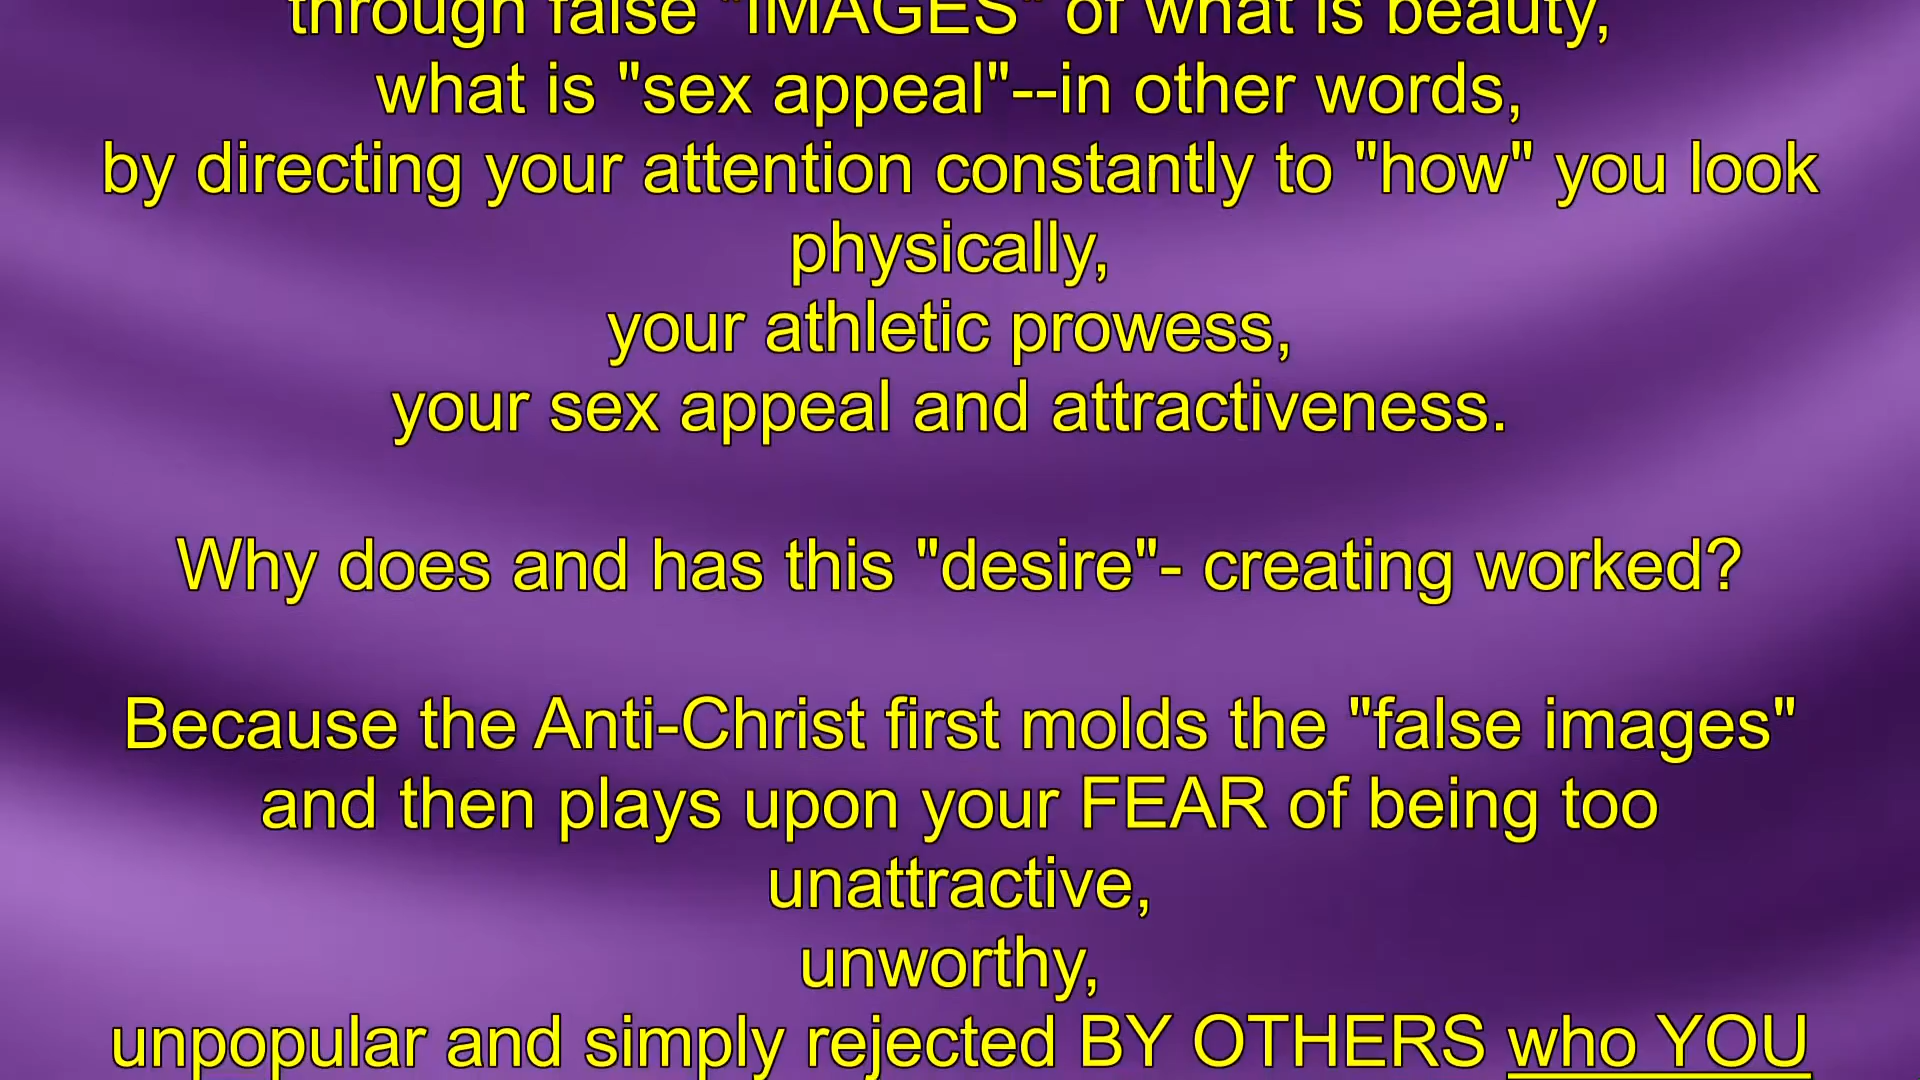 through false "IMAGES" of what is beauty,
what is "sex appeal"--in other words,
by directing your attention constantly to "how" you look
physically,
your athletic prowess,
your sex appeal and attractiveness.
Why does and has this "desire"- creating worked?
Because the Anti-Christ first molds the "false images"
and then plays upon your FEAR of being too
unattractive,
unworthy,
unpopular and simply rejected BY OTHERS who YOU